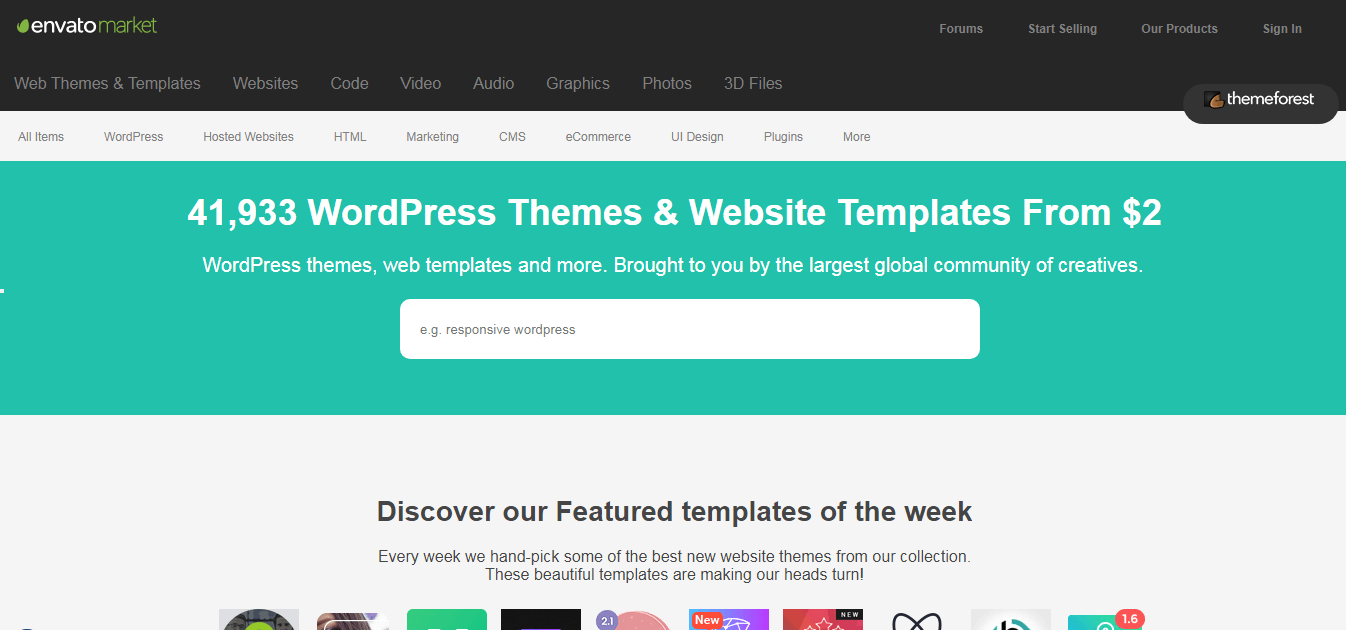 envato market
Forums Start Selling Our Products Sign In
Web Themes & Templates Websites Code Video Audio Graphics Photos 3D Files
themeforest
All Items WordPress Hosted Websites HTML Marketing CMS eCommerce UI Design Plugins More
41,933 WordPress Themes & Website Templates From $2
WordPress themes, web templates and more. Brought to you by the largest global community of creatives.
e.g. responsive wordpress
Discover our Featured templates of the week
Every week we hand-pick some of the best new website themes from our collection.
These beautiful templates are making our heads turn!
2.1 New NEW 1.6